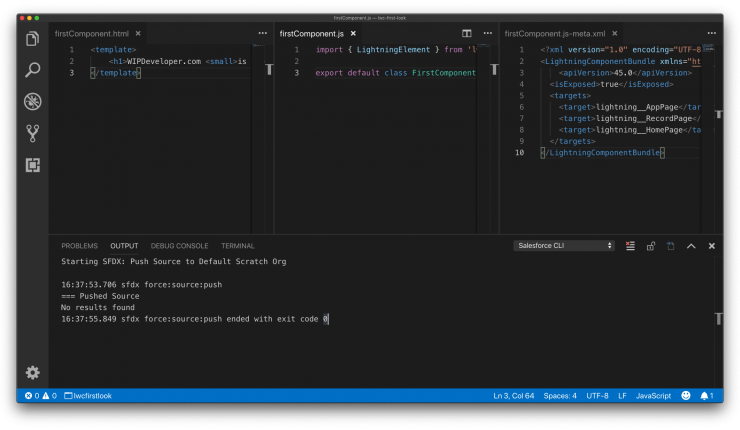 firstComponent.js — lwc-first-look
firstComponent.html ×
1 <template>
2 <h1>WIPDeveloper.com <small>is
3 </template>
firstComponent.js ×
1 import { LightningElement } from 'l
2
3 export default class FirstComponent
firstComponent.js-meta.xml ×
1 <?xml version="1.0" encoding="UTF-8
2 <LightningComponentBundle xmlns="ht
3 <apiVersion>45.0</apiVersion>
4 <isExposed>true</isExposed>
5 <targets>
6 <target>lightning__AppPage</tar
7 <target>lightning__RecordPage</
8 <target>lightning__HomePage</ta
9 </targets>
10 </LightningComponentBundle>
PROBLEMS OUTPUT DEBUG CONSOLE TERMINAL
Salesforce CLI
Starting SFDX: Push Source to Default Scratch Org
16:37:53.706 sfdx force:source:push
=== Pushed Source
No results found
16:37:55.849 sfdx force:source:push ended with exit code 0
0 0 lwcfirstlook
Ln 3, Col 64 Spaces: 4 UTF-8 LF JavaScript 1